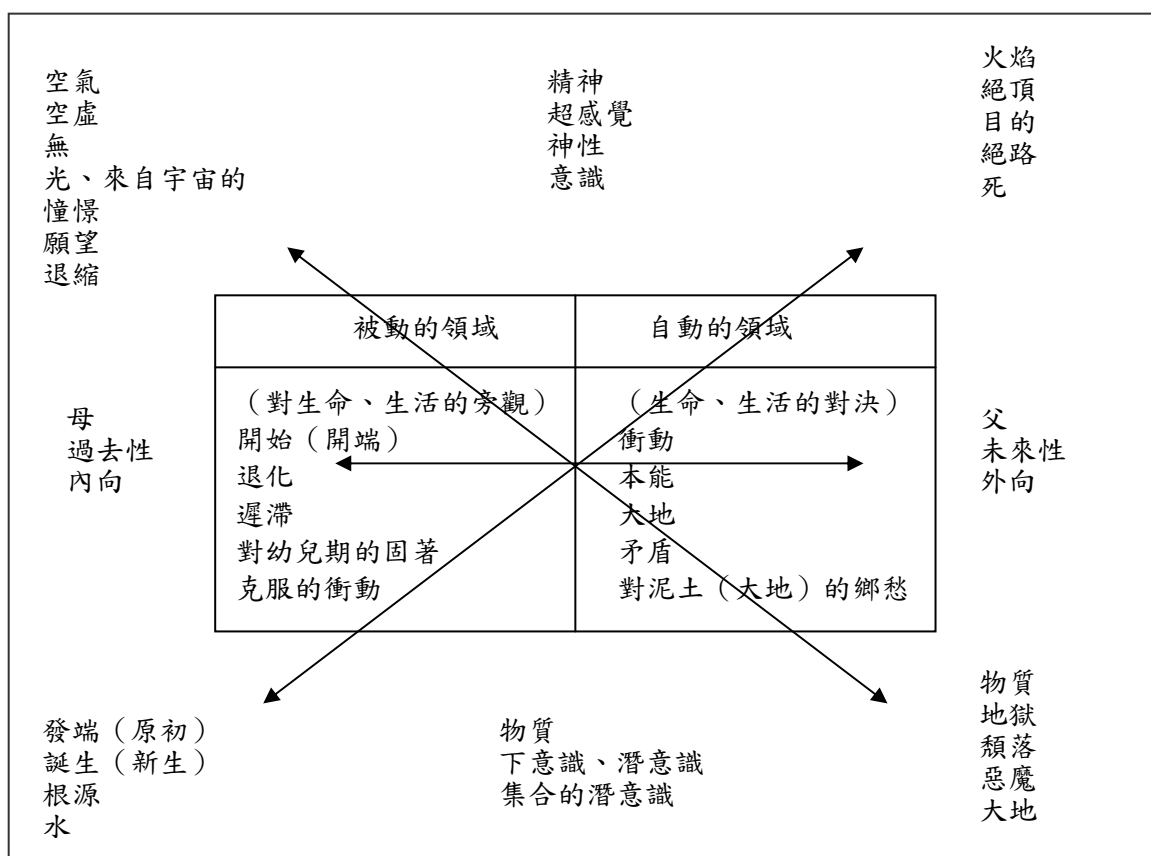 空氣
空虛
無
光、來自宇宙的
憧憬
願望
退縮
精神
超感覺
神性
意識
火焰
絕頂
目的
絕路
死
被動的領域
自動的領域
母
過去性
內向
（對生命、生活的旁觀）
開始（開端）
退化
遲滯
對幼兒期的固著
克服的衝動
（生命、生活的對決）
衝動
本能
大地
矛盾
對泥土（大地）的鄉愁
父
未來性
外向
發端（原初）
誕生（新生）
根源
水
物質
下意識、潛意識
集合的潛意識
物質
地獄
頹落
惡魔
大地